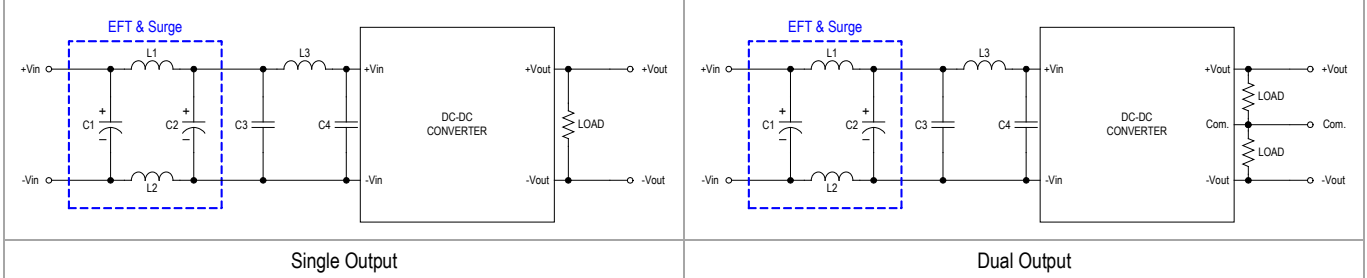 EFT & Surge
L1
L3
+Vin
+Vin
+Vout
+Vout
+
+
C1
C2
C3
C4
DC-DC
CONVERTER
LOAD
-Vin
-Vin
-Vout
-Vout
L2
Single Output
EFT & Surge
L1
L3
+Vin
+Vin
+Vout
+Vout
LOAD
+
+
C1
C2
C3
C4
DC-DC
CONVERTER
Com.
Com.
LOAD
-Vin
-Vin
-Vout
-Vout
L2
Dual Output